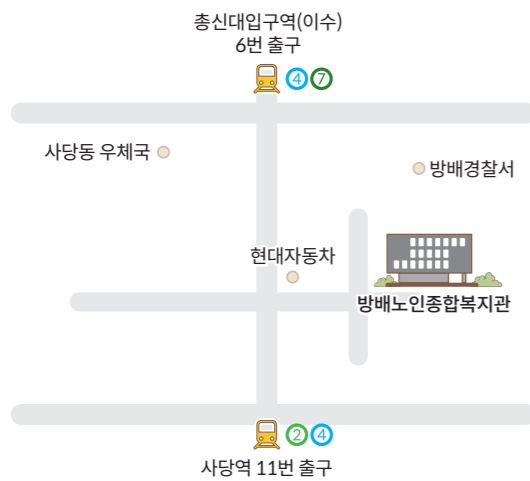 총신대입구역(이수)
6번 출구
4 7
사당동 우체국
방배경찰서
현대자동차
방배노인종합복지관
2 4
사당역 11번 출구